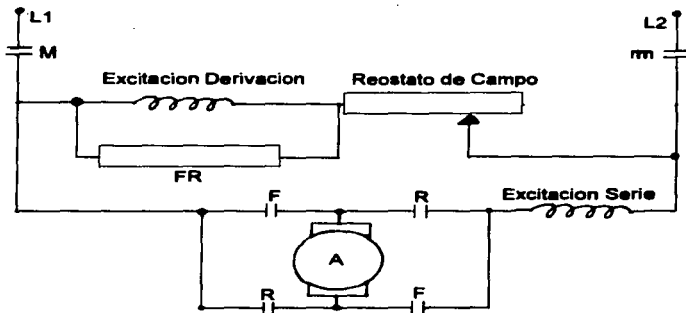 L1
L2
M
m
Excitacion Derivacion
Reostato de Campo
FR
Excitacion Serie
F
R
A
R
F